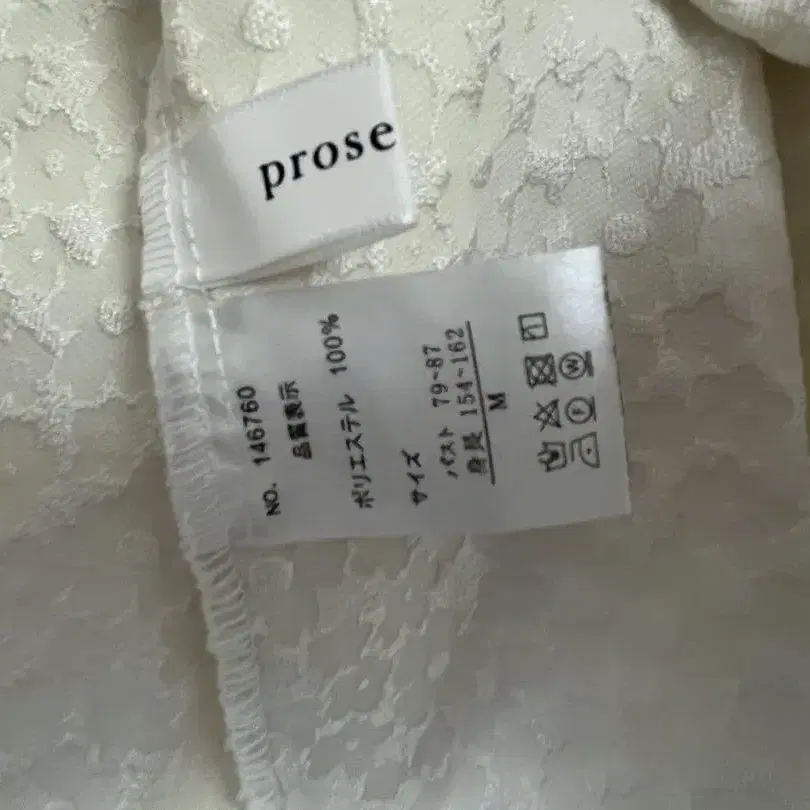 prose
NO. 146760
品質表示
ポリエステル 100%
サイズ
バスト 79~87
身長 154~162
M